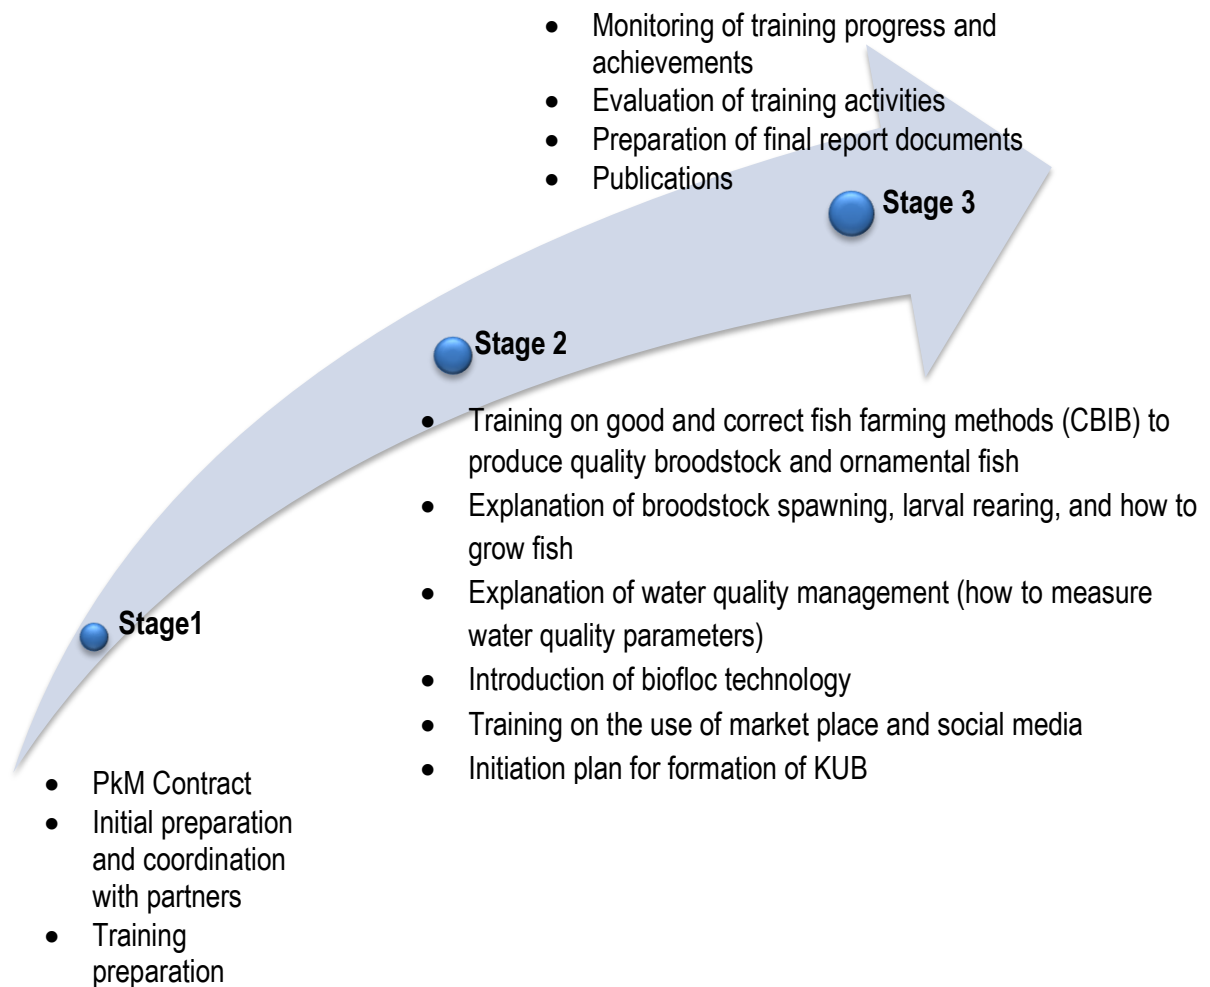 • Monitoring of training progress and
achievements
• Evaluation of training activities
• Preparation of final report documents
• Publications
Stage 3
Stage 2
• Training on good and correct fish farming methods (CBIB) to
produce quality broodstock and ornamental fish
• Explanation of broodstock spawning, larval rearing, and how to
grow fish
• Explanation of water quality management (how to measure
water quality parameters)
• Introduction of biofloc technology
• Training on the use of market place and social media
• Initiation plan for formation of KUB
Stage1
• PkM Contract
• Initial preparation
and coordination
with partners
• Training
preparation